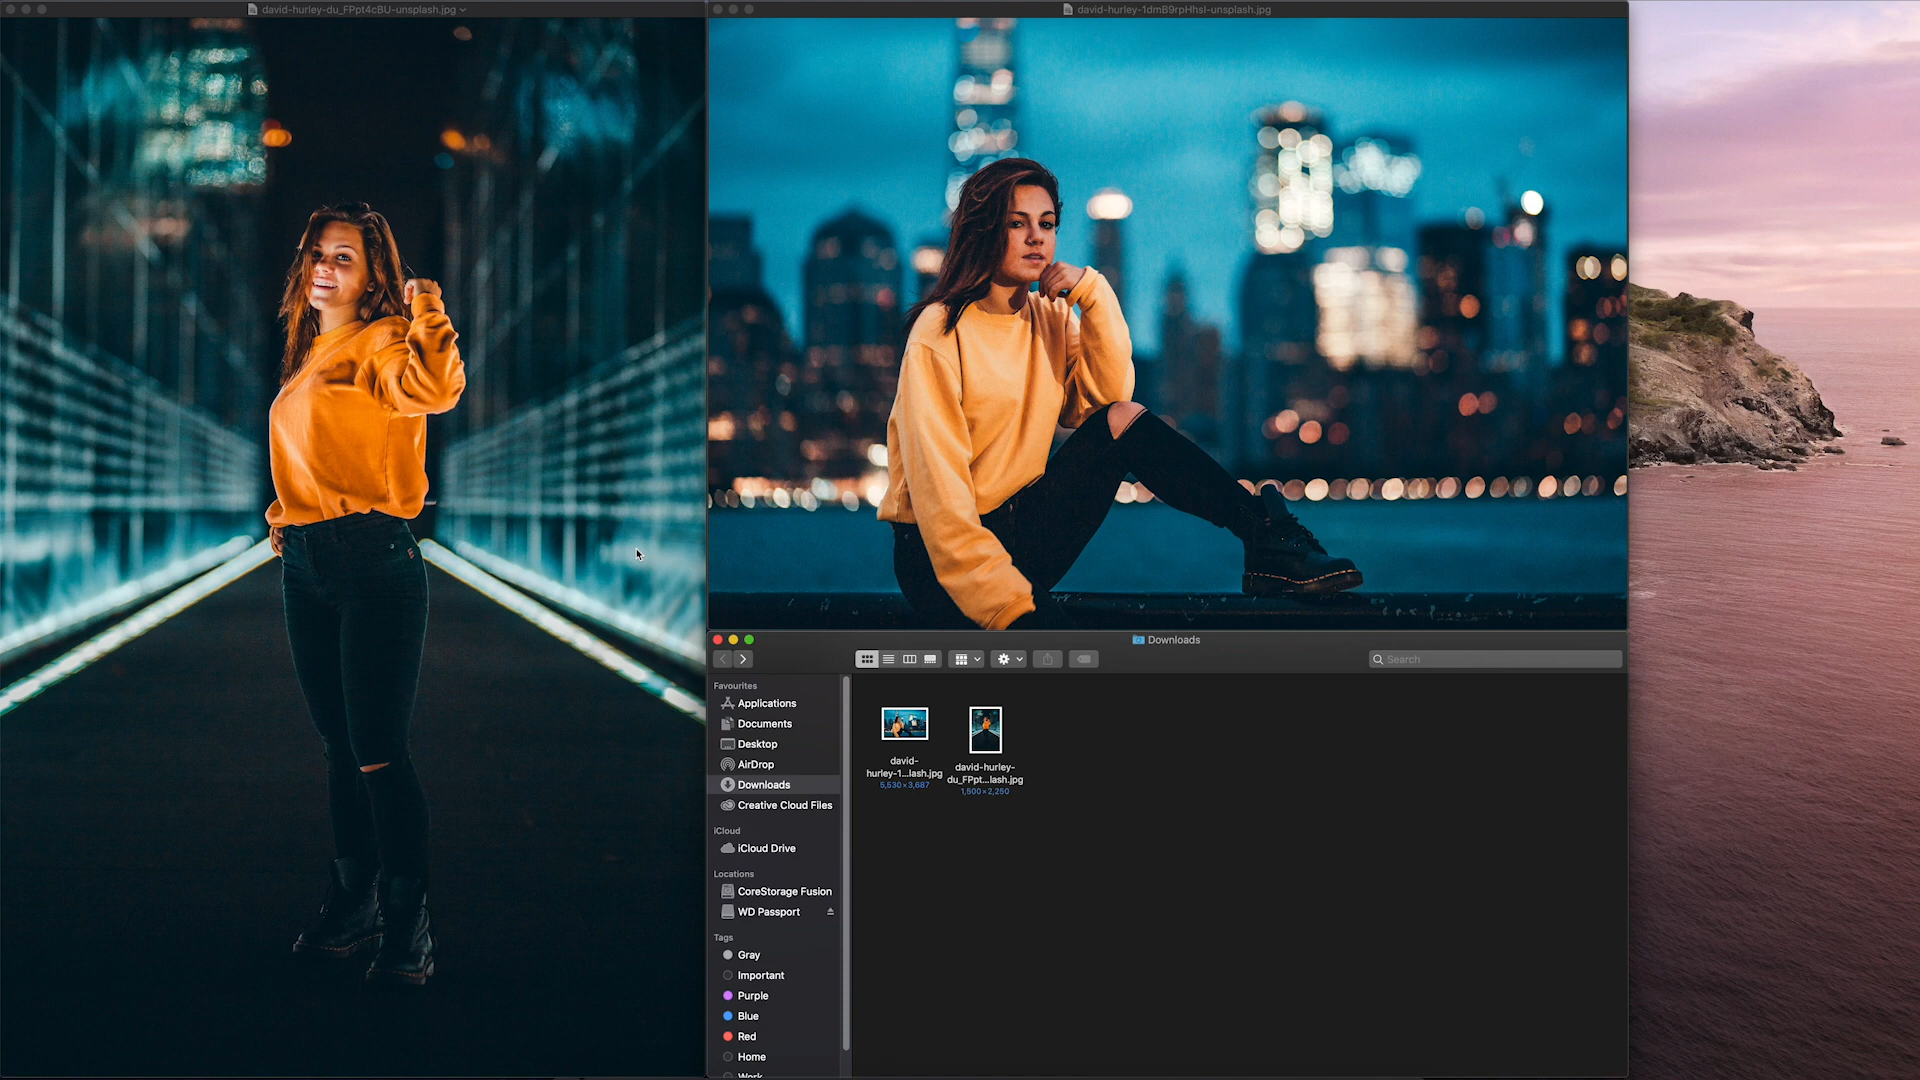 david-hurley-du_FPpt4cBU-unsplash.jpg
david-hurley-1dmB9rpHhsI-unsplash.jpg
Downloads
Search
Favourites
Applications
Documents
Desktop
AirDrop
Downloads
Creative Cloud Files
iCloud
iCloud Drive
Locations
CoreStorage Fusion
WD Passport
Tags
Gray
Important
Purple
Blue
Red
Home
Work
david-
hurley-1...lash.jpg
5,530×3,687
david-hurley-
du_FPpt...lash.jpg
1,500×2,250